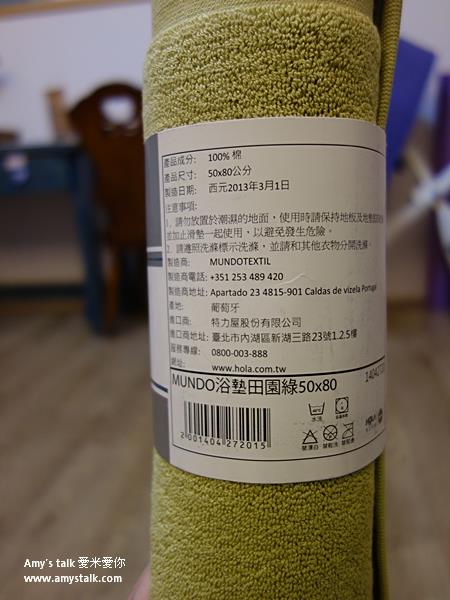 產品成分: 100% 棉
產品尺寸: 50x80公分
製造日期: 西元2013年3月1日
注意事項:
1、請勿放置於潮濕的地面，使用時請保持地板及地墊
並加止滑墊一起使用，以避免發生危險。
2、請遵照洗滌標示洗滌，並請和其他衣物分開洗滌。
製造商: MUNDOTEXTIL
製造商電話: +351 253 489 420
製造商地址: Apartado 23 4815-901 Caldas de vizela Portugal
產地: 葡萄牙
進口商: 特力屋股份有限公司
進口商地址: 臺北市內湖區新湖三路23號1.2.5樓
服務專線: 0800-003-888
網址: www.hola.com.tw
MUNDO浴墊田園綠50x80
2001404272015
水洗
Amy's talk 愛米愛你
www.amystalk.com